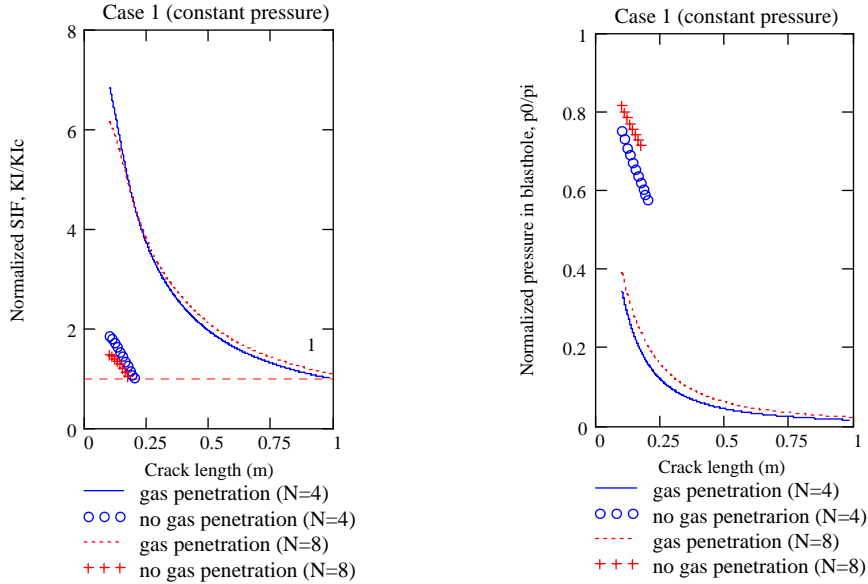 Case 1 (constant pressure)
8
6
4
2
0
Normalized SIF, KI/KIc
1
0
0.25
0.5
0.75
1
Crack length (m)
gas penetration (N=4)
no gas penetration (N=4)
gas penetration (N=8)
no gas penetration (N=8)
Case 1 (constant pressure)
1
0.8
0.6
0.4
0.2
0
Normalized pressure in blasthole, p0/pi
0
0.25
0.5
0.75
1
Crack length (m)
gas penetration (N=4)
no gas penetrarion (N=4)
gas penetration (N=8)
no gas penetration (N=8)